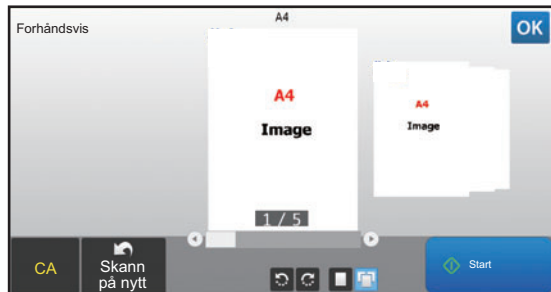 A4
Forhåndsvis
OK
A4
Image
A4
Image
1 / 5
CA
Skann
på nytt
Start